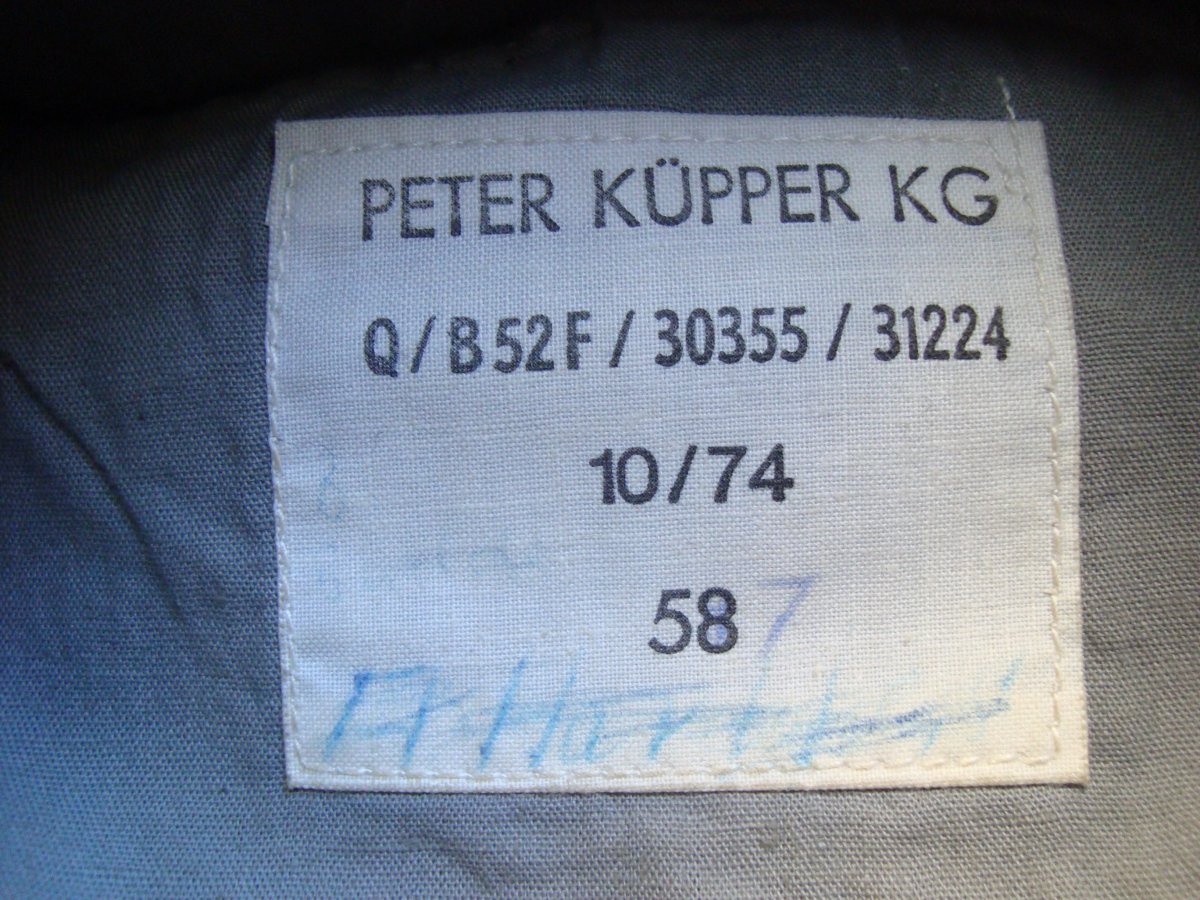 PETER KÜPPER KG
Q/B52F/30355/31224
10/74
587